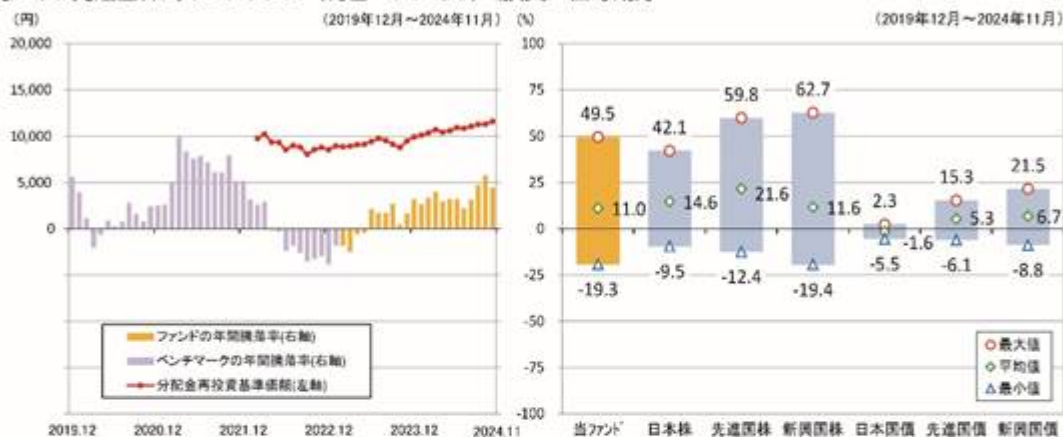 (円)
(2019年12月～2024年11月)
20,000
15,000
10,000
5,000
0
ファンドの年間騰落率(右軸)
ベンチマークの年間騰落率(右軸)
分配金再投資基準価額(左軸)
2019.12 2020.12 2021.12 2022.12 2023.12 2024.11
(%)
(2019年12月～2024年11月)
100
75
50
25
0
-25
-50
-75
-100
49.5 42.1 59.8 62.7 2.3 15.3 21.5
11.0 14.6 21.6 11.6 -1.6 5.3 6.7
-19.3 -9.5 -12.4 -19.4 -5.5 -6.1 -8.8
最大値
平均値
最小値
当ファンド 日本株 先進国株 新興国株 日本国債 先進国債 新興国債